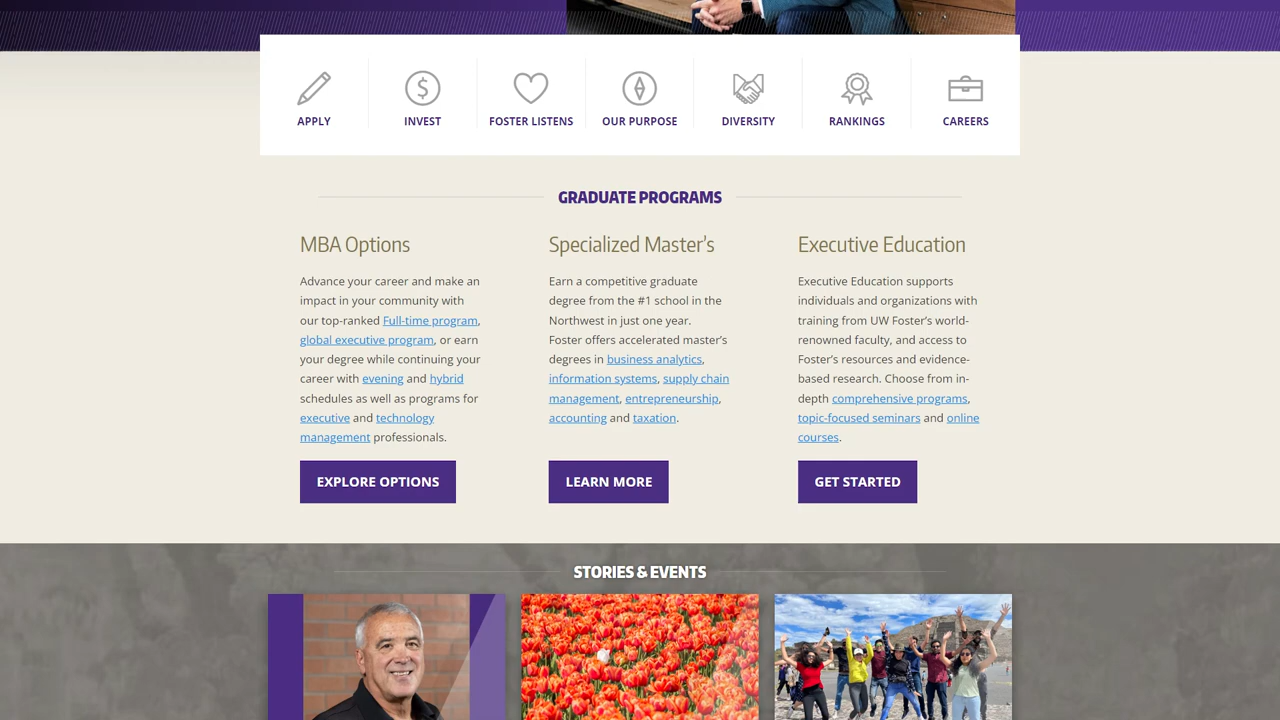 APPLY
INVEST
FOSTER LISTENS
OUR PURPOSE
DIVERSITY
RANKINGS
CAREERS
GRADUATE PROGRAMS
MBA Options
Advance your career and make an
impact in your community with
our top-ranked Full-time program,
global executive program, or earn
your degree while continuing your
career with evening and hybrid
schedules as well as programs for
executive and technology
management professionals.
EXPLORE OPTIONS
Specialized Master’s
Earn a competitive graduate
degree from the #1 school in the
Northwest in just one year.
Foster offers accelerated master’s
degrees in business analytics,
information systems, supply chain
management, entrepreneurship,
accounting and taxation.
LEARN MORE
Executive Education
Executive Education supports
individuals and organizations with
training from UW Foster’s world-
renowned faculty, and access to
Foster’s resources and evidence-
based research. Choose from in-
depth comprehensive programs,
topic-focused seminars and online
courses.
GET STARTED
STORIES & EVENTS